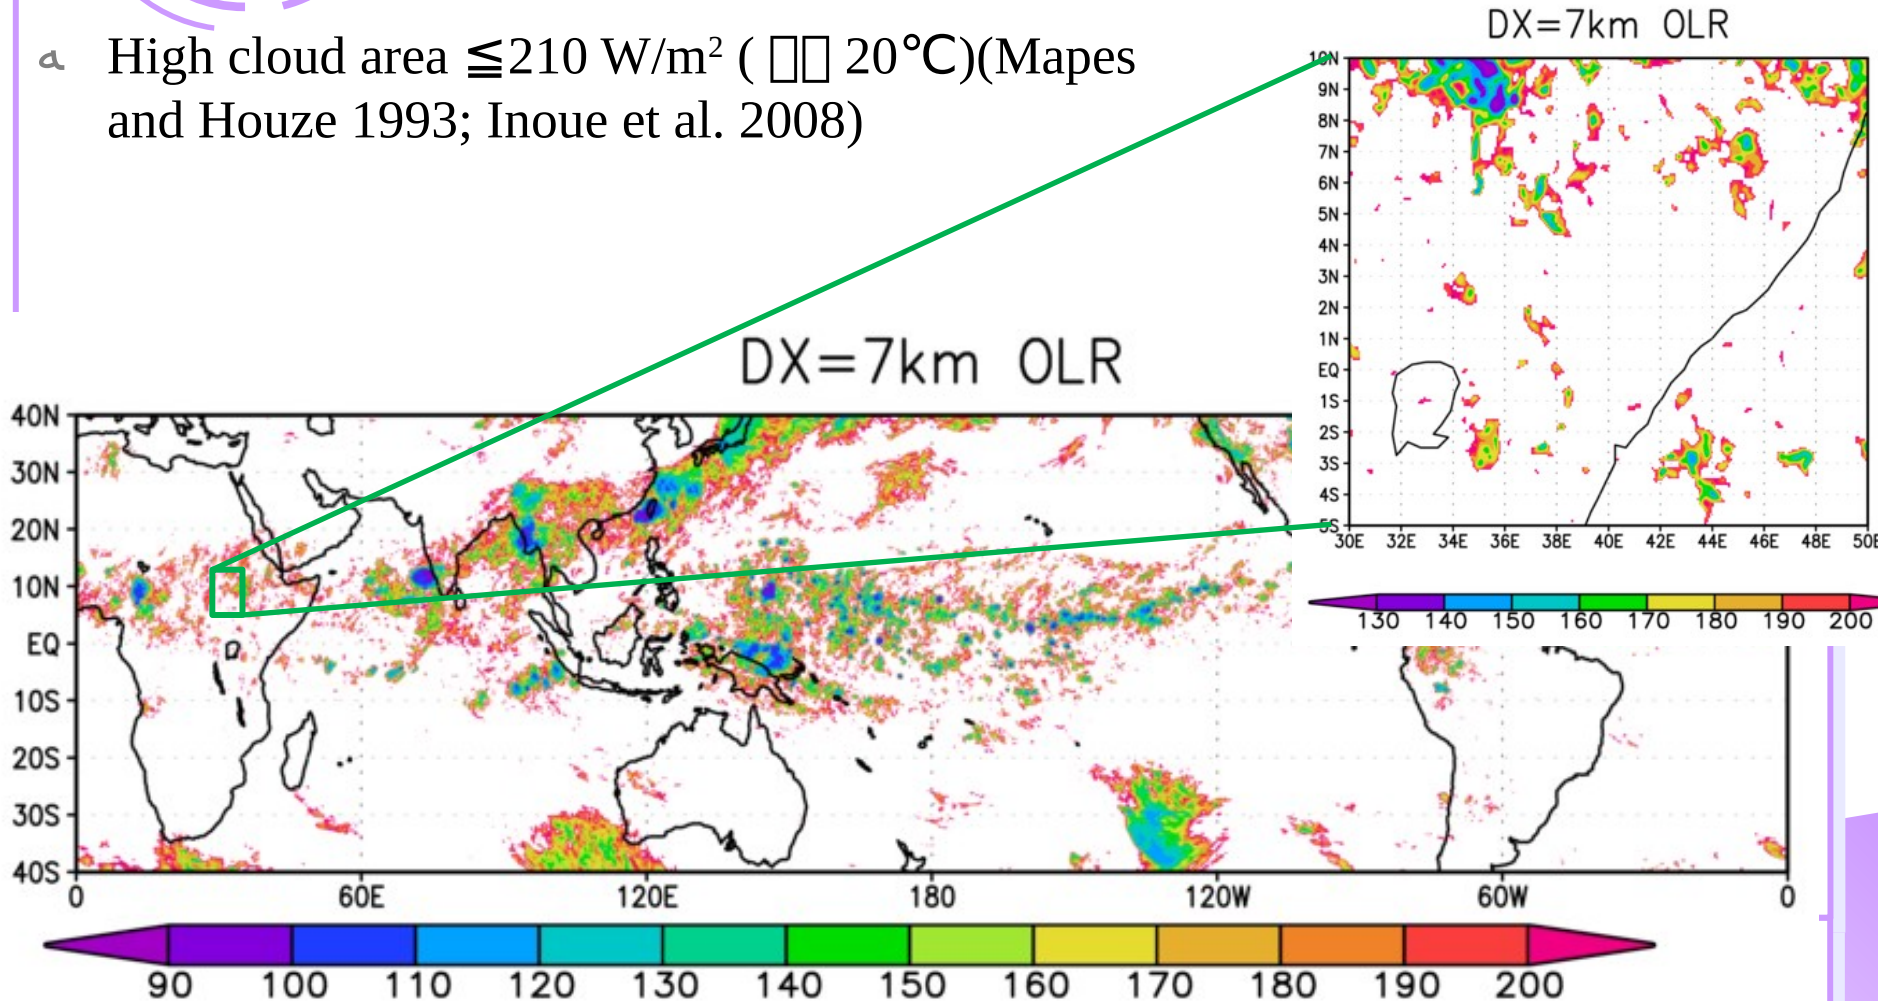 High cloud area ≦210 W/m² ( □□ 20℃)(Mapes
and Houze 1993; Inoue et al. 2008)
DX=7km OLR
10N
9N
8N
7N
6N
5N
4N
3N
2N
1N
EQ
1S
2S
3S
4S
5S
30E 32E 34E 36E 38E 40E 42E 44E 46E 48E 50E
130 140 150 160 170 180 190 200
DX=7km OLR
40N
30N
20N
10N
EQ
10S
20S
30S
40S
0 60E 120E 180 120W 60W 0
90 100 110 120 130 140 150 160 170 180 190 200